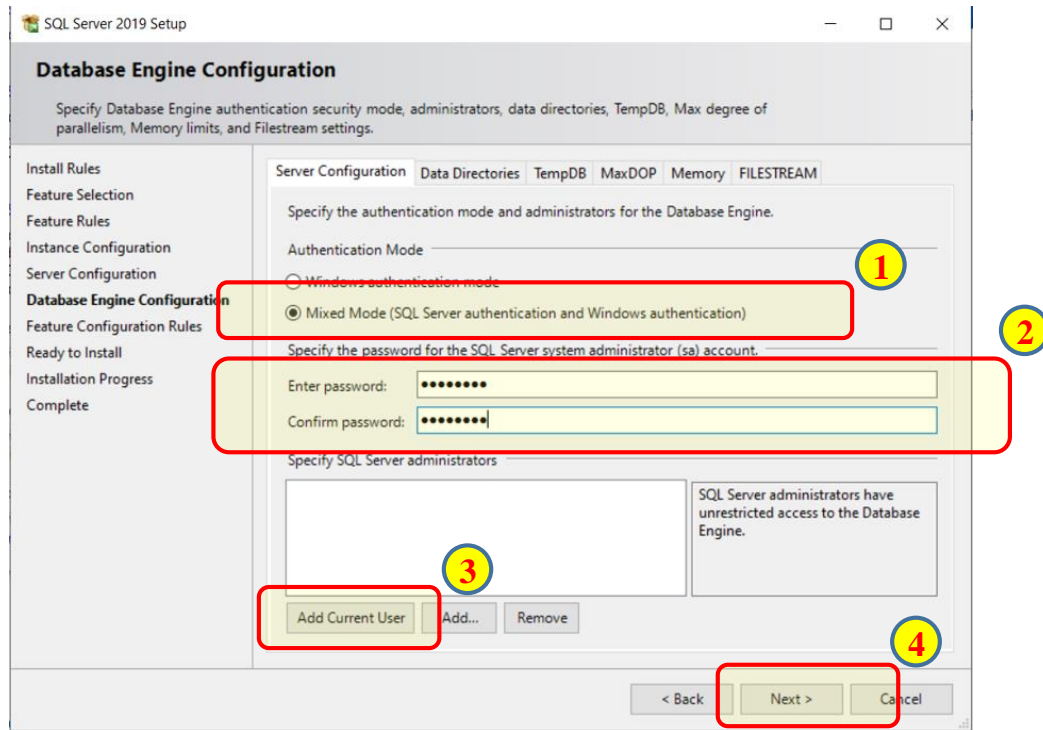 SQL Server 2019 Setup
Database Engine Configuration
Specify Database Engine authentication security mode, administrators, data directories, TempDB, Max degree of
parallelism, Memory limits, and Filestream settings.
Install Rules
Feature Selection
Feature Rules
Instance Configuration
Server Configuration
Database Engine Configuration
Feature Configuration Rules
Ready to Install
Installation Progress
Complete
Server Configuration Data Directories TempDB MaxDOP Memory FILESTREAM
Specify the authentication mode and administrators for the Database Engine.
Authentication Mode
1
Windows authentication mode
Mixed Mode (SQL Server authentication and Windows authentication)
2
Specify the password for the SQL Server system administrator (sa) account.
Enter password: ●●●●●●●●
Confirm password: ●●●●●●●●
Specify SQL Server administrators
SQL Server administrators have
unrestricted access to the Database
Engine.
3
Add Current User Add... Remove
4
< Back Next > Cancel